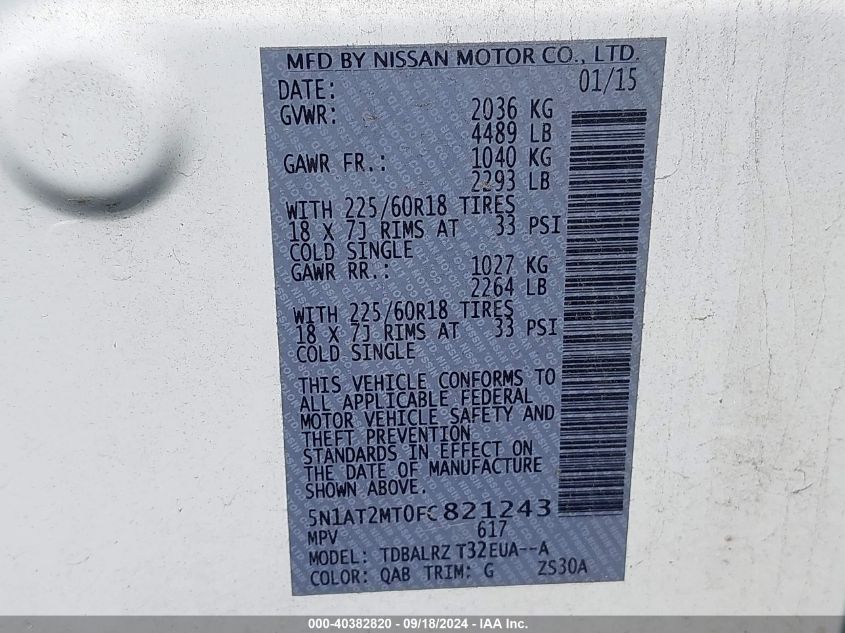 MFD BY NISSAN MOTOR CO., LTD.
DATE: 01/15
GVWR: 2036 KG
4489 LB
GAWR FR.: 1040 KG
2293 LB
WITH 225/60R18 TIRES
18 X 7J RIMS AT 33 PSI
COLD SINGLE
GAWR RR.: 1027 KG
2264 LB
WITH 225/60R18 TIRES
18 X 7J RIMS AT 33 PSI
COLD SINGLE
THIS VEHICLE CONFORMS TO
ALL APPLICABLE FEDERAL
MOTOR VEHICLE SAFETY AND
THEFT PREVENTION
STANDARDS IN EFFECT ON
THE DATE OF MANUFACTURE
SHOWN ABOVE.
5N1AT2MT0FC821243
MPV 617
MODEL: TDBALRZ T32EUA--A
COLOR: QAB TRIM: G ZS30A
000-40382820 - 09/18/2024 - IAA Inc.